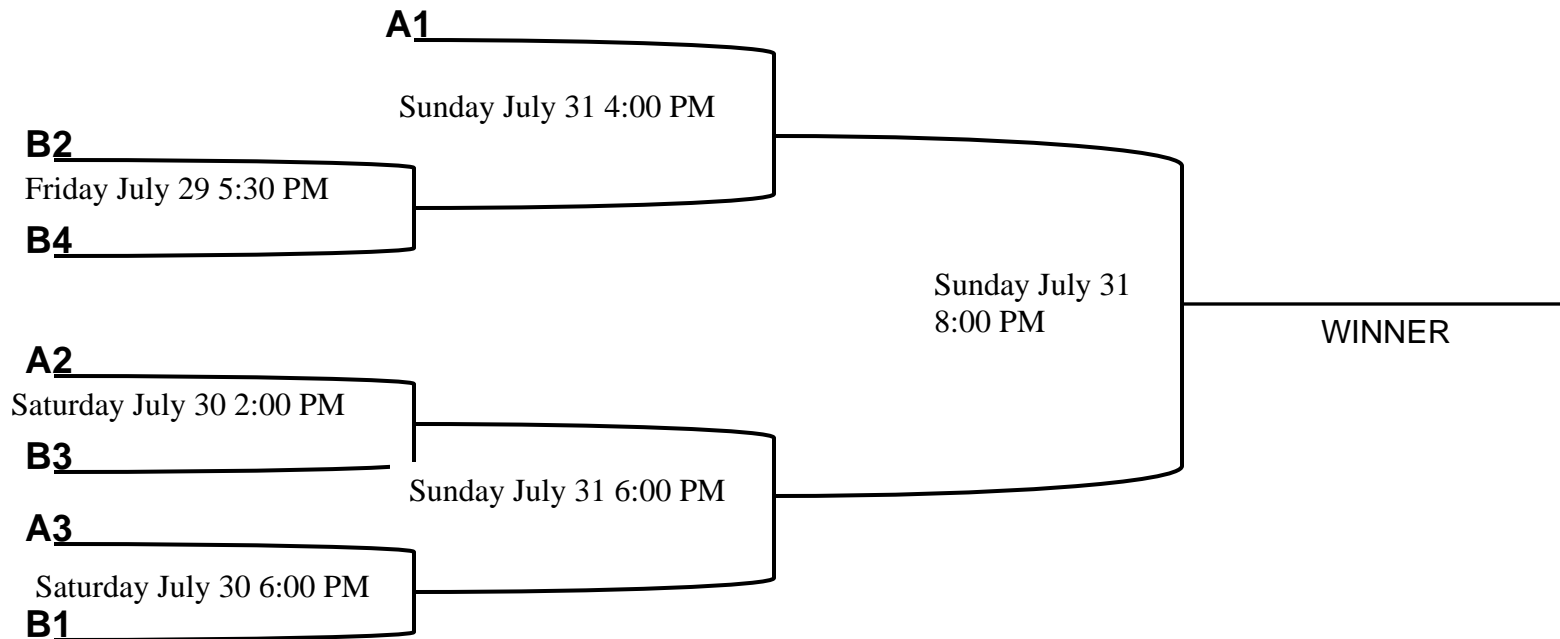 A1
Sunday July 31 4:00 PM
B2
Friday July 29 5:30 PM
B4
Sunday July 31
8:00 PM
WINNER
A2
Saturday July 30 2:00 PM
B3
Sunday July 31 6:00 PM
A3
Saturday July 30 6:00 PM
B1